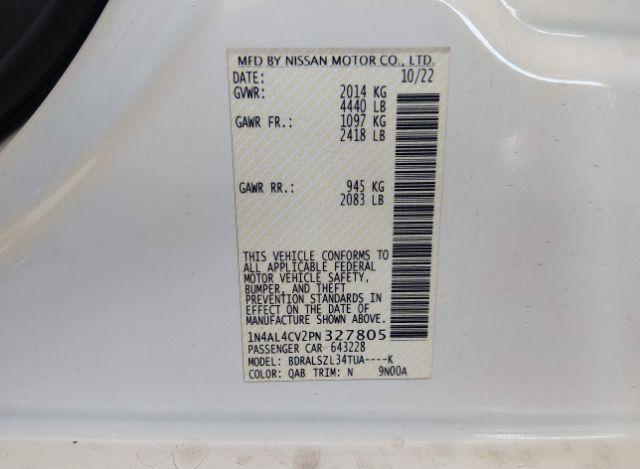 MFD BY NISSAN MOTOR CO., LTD.
DATE: 10/22
GVWR: 2014 KG
4440 LB
GAWR FR.: 1097 KG
2418 LB
GAWR RR.: 945 KG
2083 LB
THIS VEHICLE CONFORMS TO
ALL APPLICABLE FEDERAL
MOTOR VEHICLE SAFETY,
BUMPER, AND THEFT
PREVENTION STANDARDS IN
EFFECT ON THE DATE OF
MANUFACTURE SHOWN ABOVE.
1N4AL4CV2PN327805
PASSENGER CAR 643228
MODEL: BDRALSZL34TUA----K
COLOR: QAB TRIM: N 9N00A